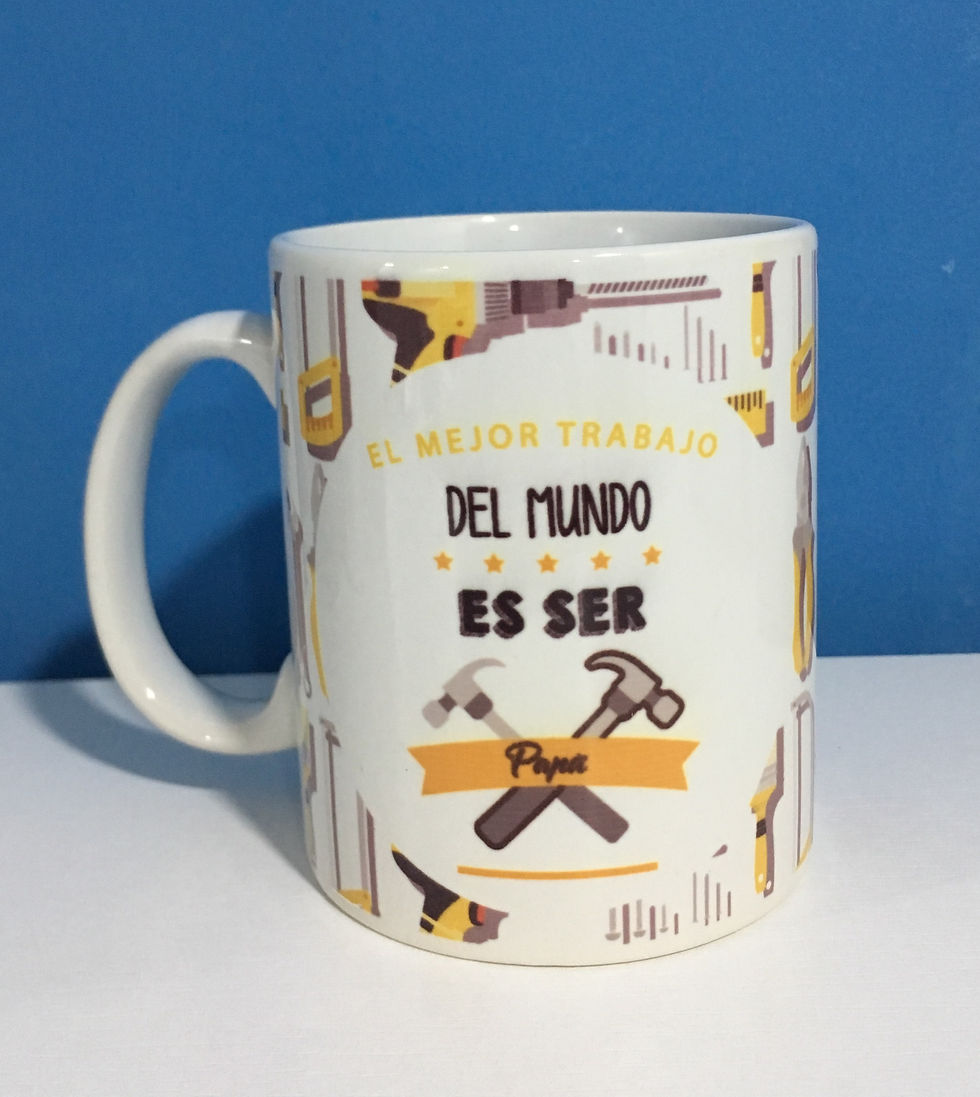 EL MEJOR TRABAJO
DEL MUNDO
ES SER
Papá